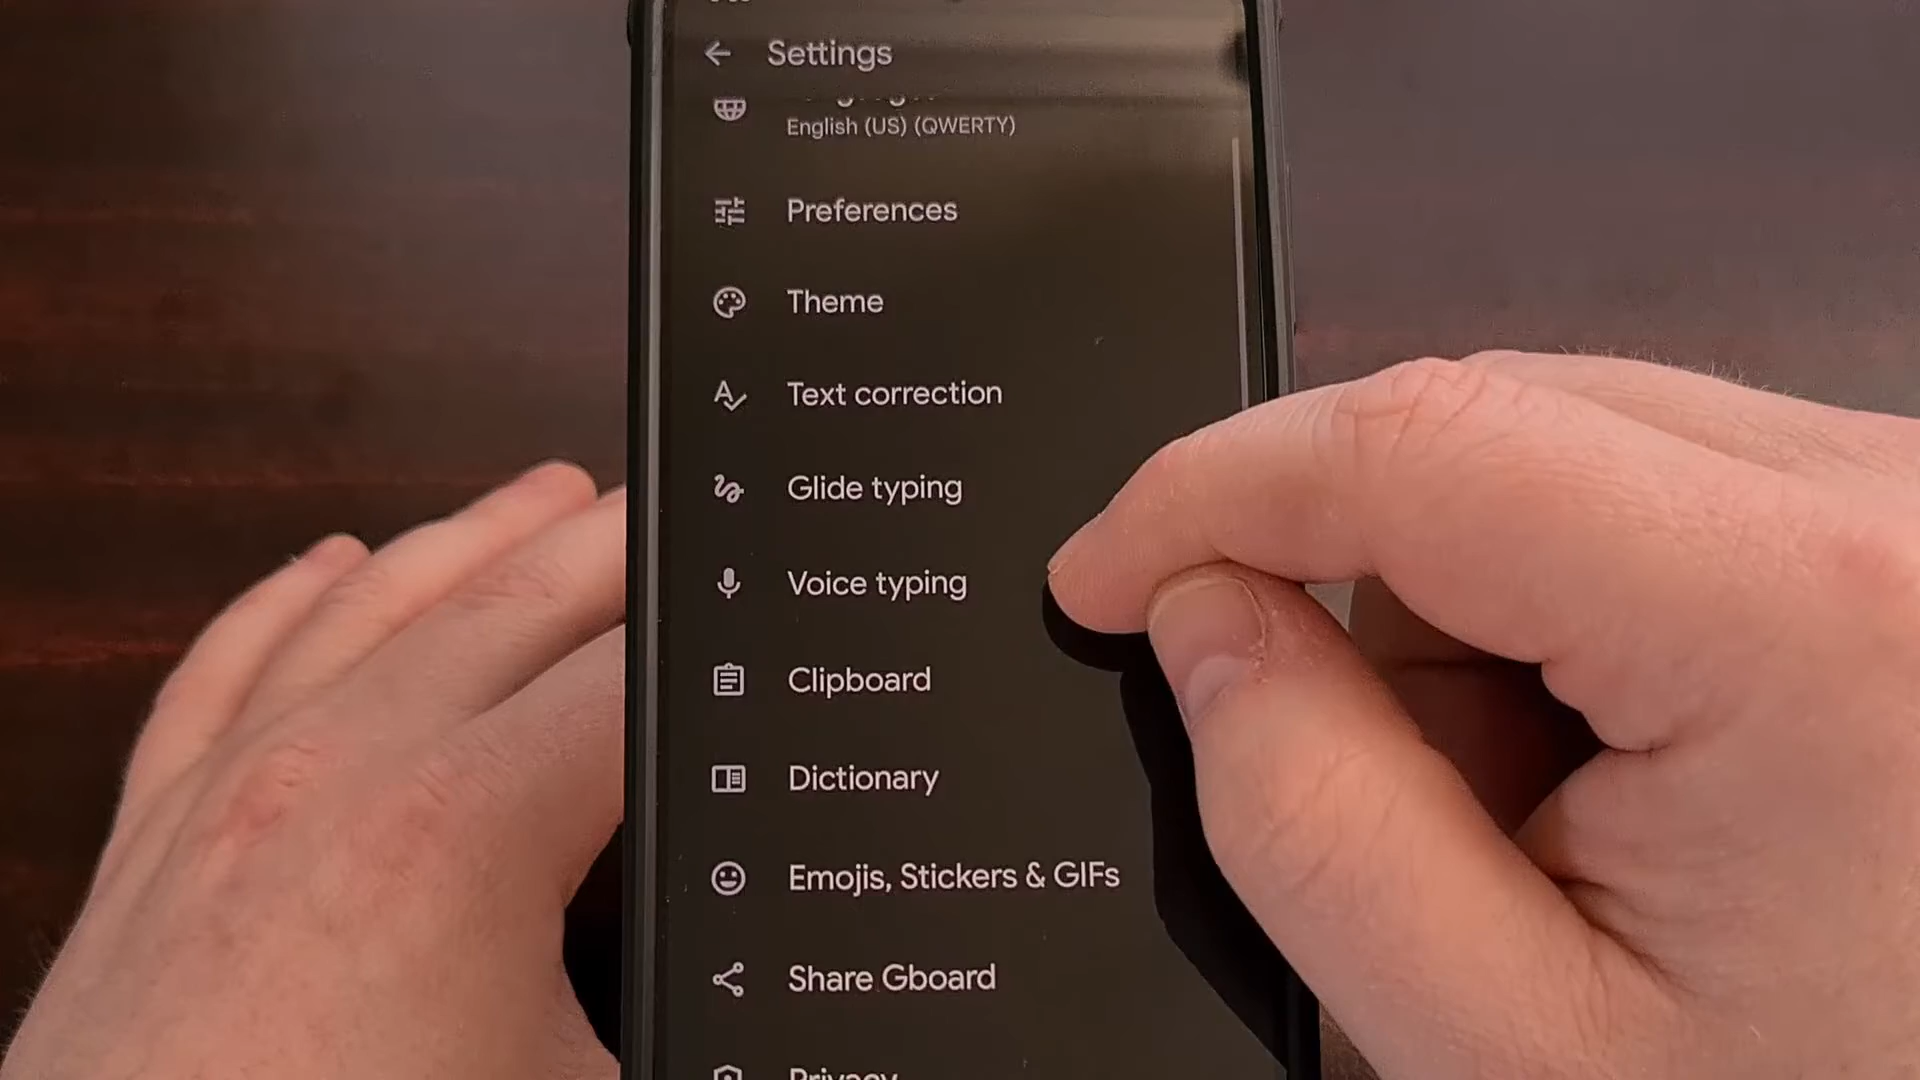 Settings
English (US) (QWERTY)
Preferences
Theme
Text correction
Glide typing
Voice typing
Clipboard
Dictionary
Emojis, Stickers & GIFs
Share Gboard
Privacy